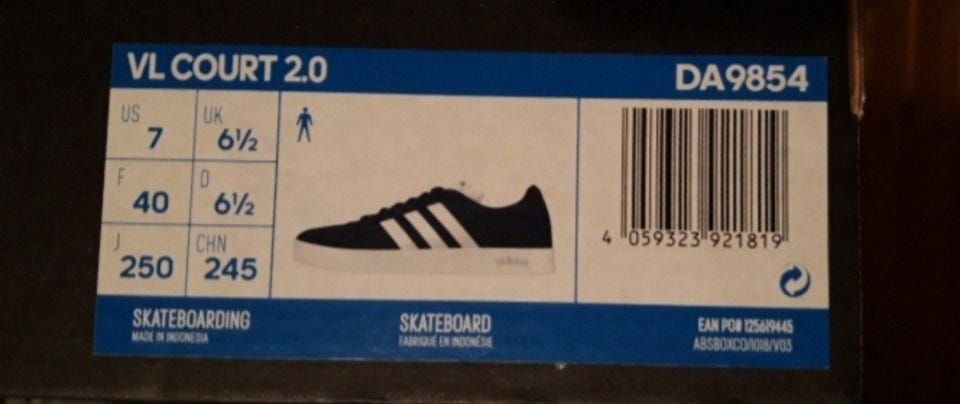 VL COURT 2.0
DA9854
US
7
UK
6½
F
40
D
6½
J
250
CHN
245
4 059323 921819
SKATEBOARDING
MADE IN INDONESIA
SKATEBOARD
FABRIQUÉ EN INDONÉSIE
EAN PO# 125619445
ABSBOXCO/1018/V03
adidas